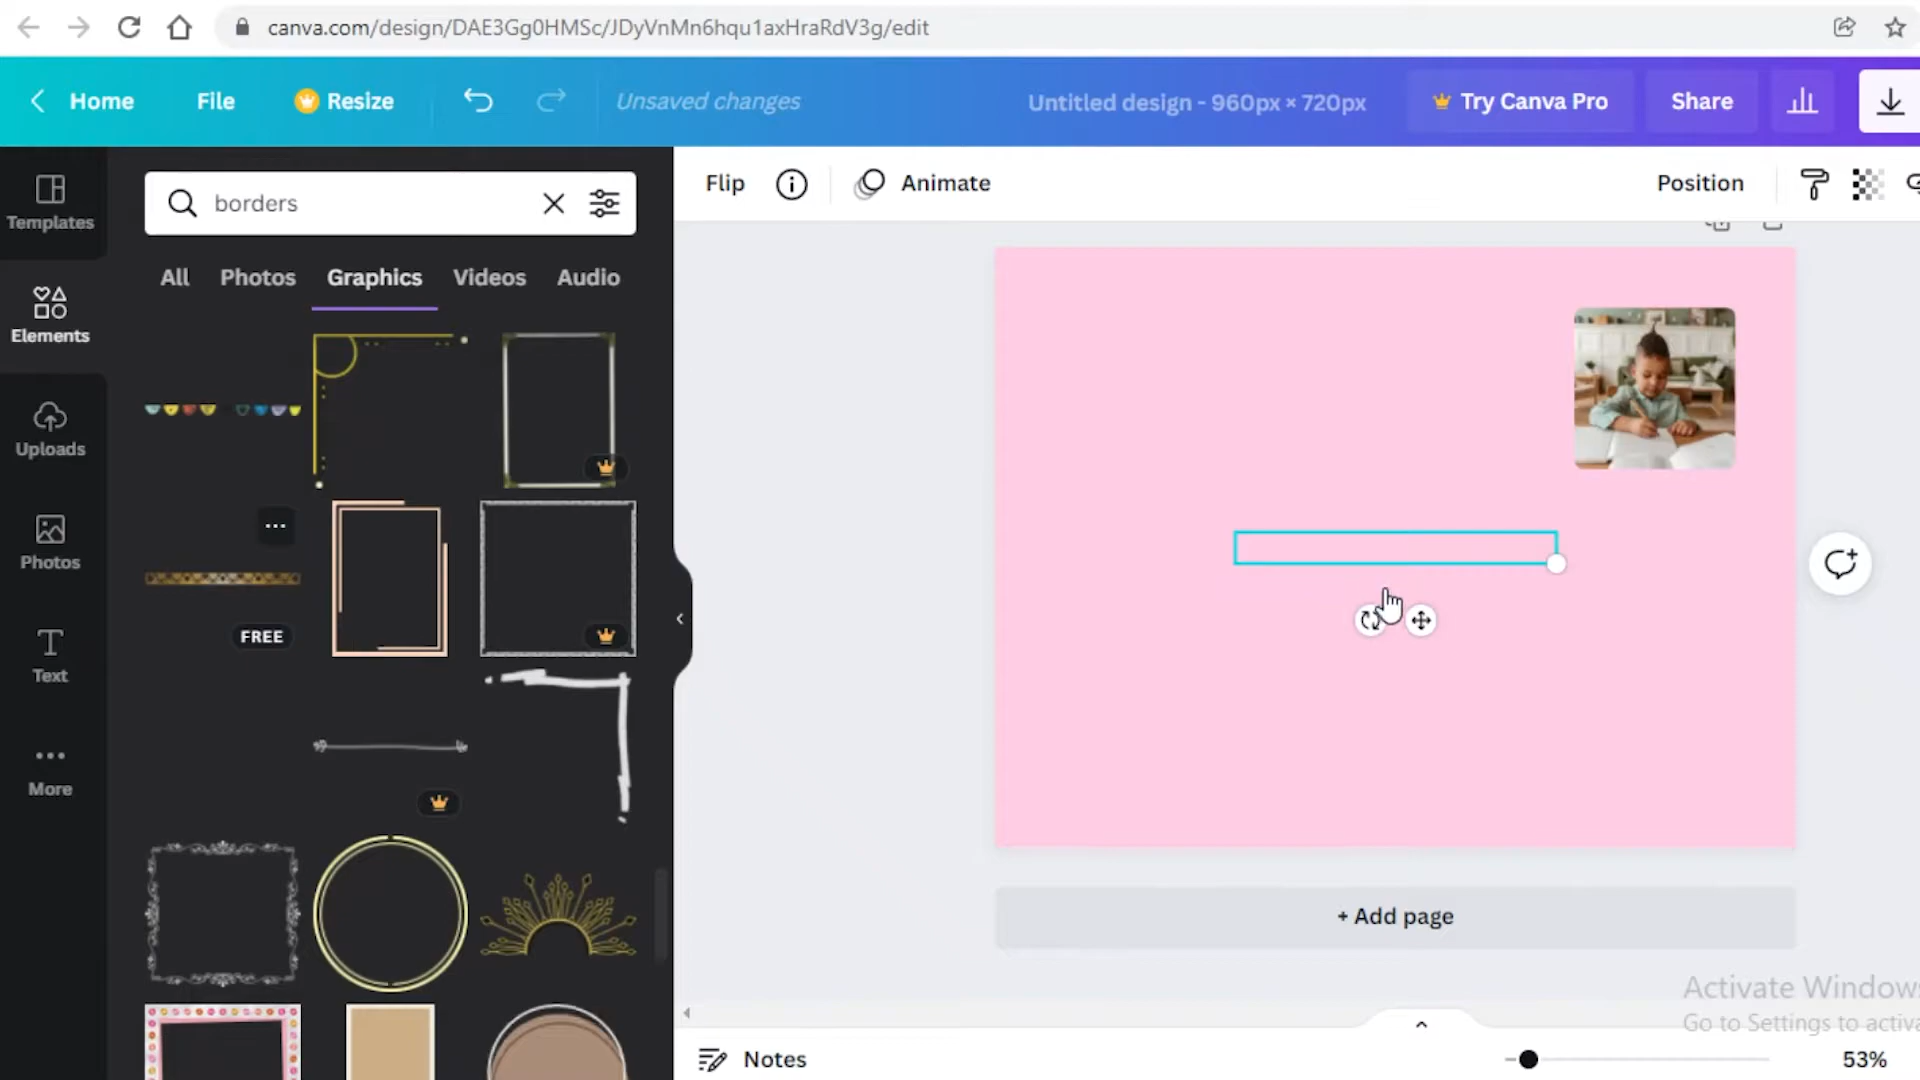 canva.com/design/DAE3Gg0HMSc/JDyVnMn6hqu1axHraRdV3g/edit
Home
File
Resize
Unsaved changes
Untitled design - 960px × 720px
Try Canva Pro
Share
Templates
Elements
Uploads
Photos
Text
More
borders
All
Photos
Graphics
Videos
Audio
FREE
Flip
Animate
Position
+ Add page
Activate Windows
Go to Settings to activa
Notes
53%